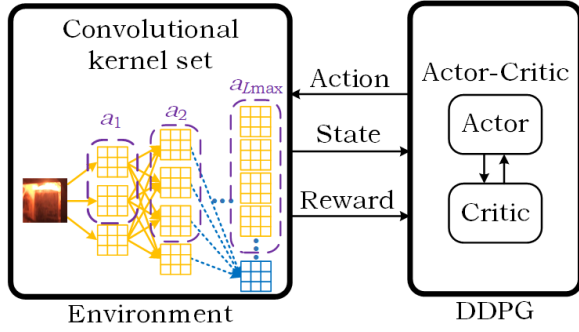 Convolutional
kernel set
a1
a2
aLmax
Environment
Action
State
Reward
Actor-Critic
Actor
Critic
DDPG